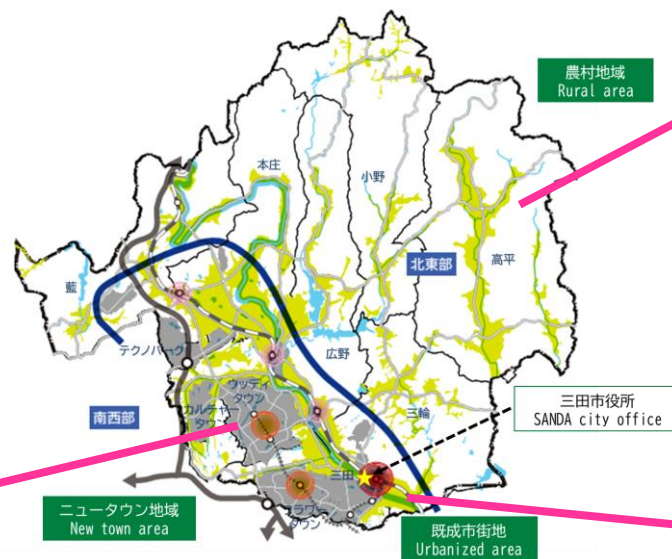 農村地域
Rural area
本庄
小野
北東部
高平
藍
テクノパーク
広野
ウッディ
タウン
カルチャー
タウン
南西部
三輪
三田市役所
SANDA city office
三田
フラワー
タウン
ニュータウン地域
New town area
既成市街地
Urbanized area